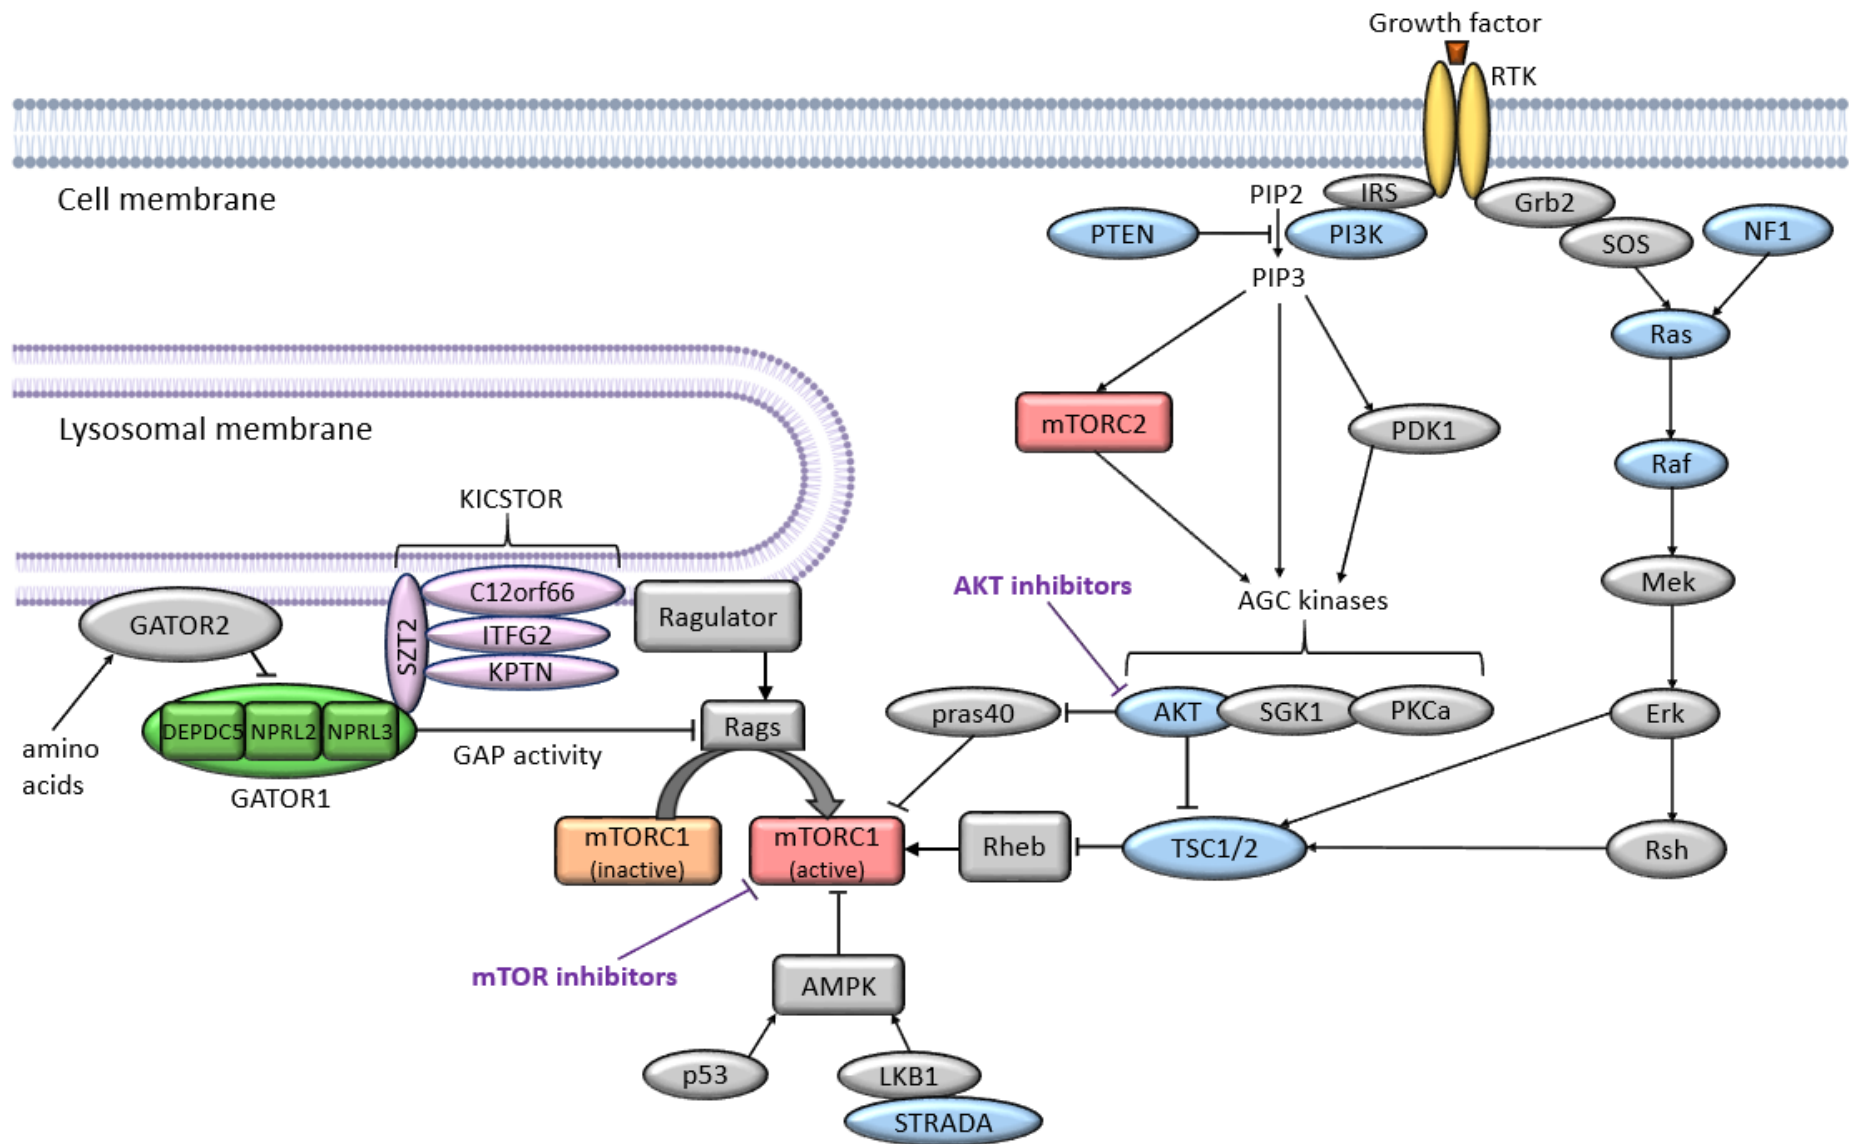 Growth factor
RTK
Cell membrane
PIP2
IRS
Grb2
PTEN
PI3K
SOS
NF1
PIP3
Ras
Lysosomal membrane
mTORC2
PDK1
Raf
KICSTOR
C12orf66
ITFG2
KPTN
SZT2
GATOR2
Ragulator
AKT inhibitors
AGC kinases
Mek
DEPDC5
NPRL2
NPRL3
Rags
pras40
AKT
SGK1
PKCa
Erk
amino
acids
GAP activity
GATOR1
mTORC1
(inactive)
mTORC1
(active)
Rheb
TSC1/2
Rsh
mTOR inhibitors
AMPK
p53
LKB1
STRADA